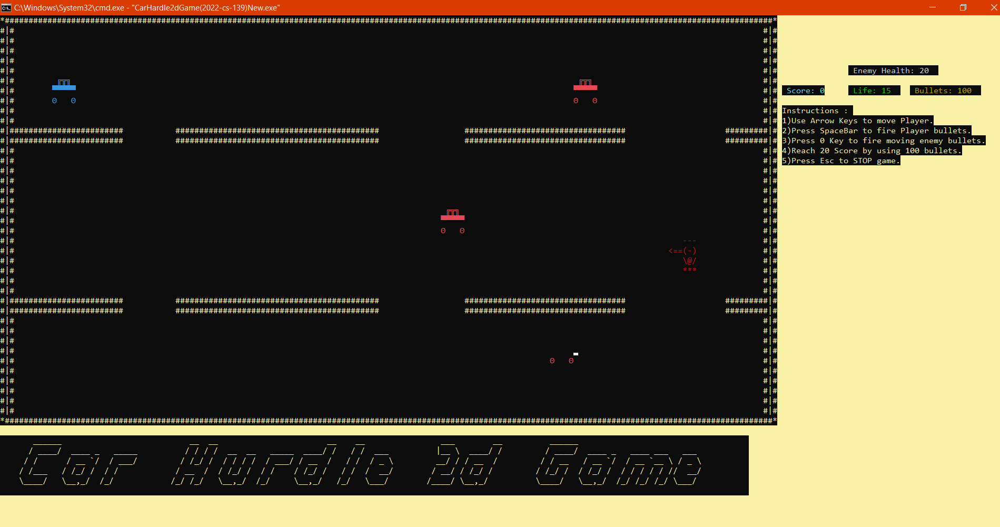 C:\Windows\System32\cmd.exe - "CarHardle2dGame(2022-cs-139)New.exe"
Enemy Health: 20
Score: 0 Life: 15 Bullets: 100
Instructions :
1)Use Arrow Keys to move Player.
2)Press SpaceBar to fire Player bullets.
3)Press 0 Key to fire moving enemy bullets.
4)Reach 20 Score by using 100 bullets.
5)Press Esc to STOP game.
Car Hurdle 2d Game